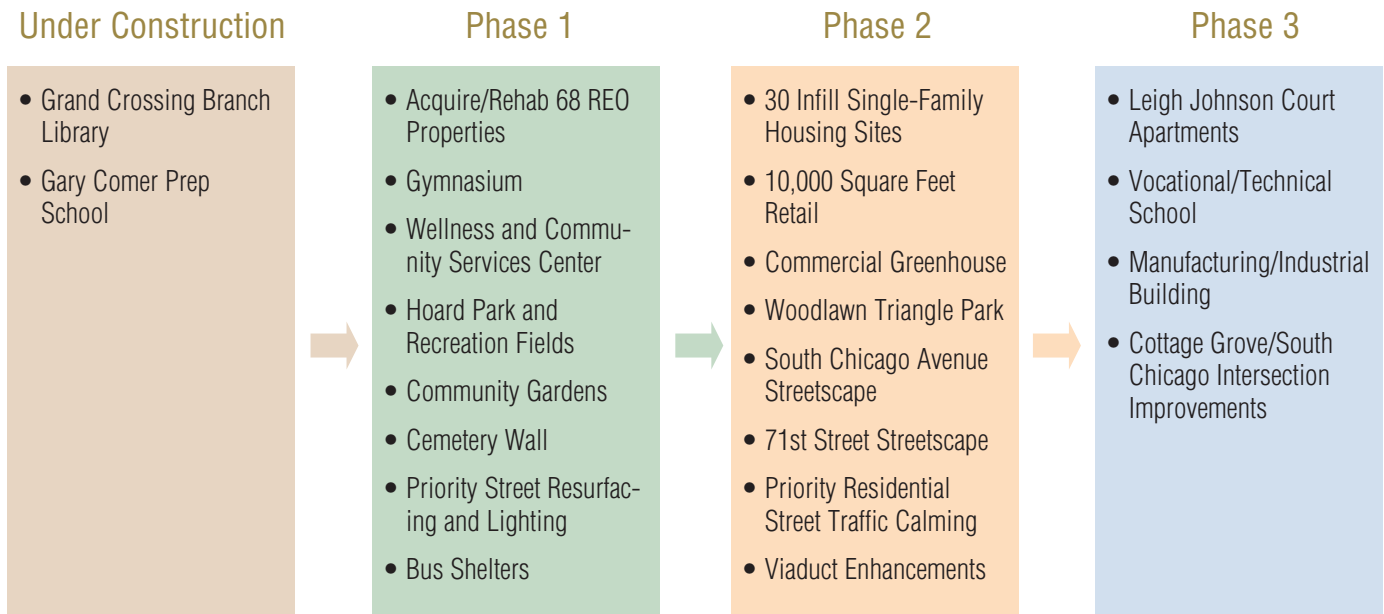 Under Construction
• Grand Crossing Branch
Library
• Gary Comer Prep
School
Phase 1
• Acquire/Rehab 68 REO
Properties
• Gymnasium
• Wellness and Commu-
nity Services Center
• Hoard Park and
Recreation Fields
• Community Gardens
• Cemetery Wall
• Priority Street Resurfac-
ing and Lighting
• Bus Shelters
Phase 2
• 30 Infill Single-Family
Housing Sites
• 10,000 Square Feet
Retail
• Commercial Greenhouse
• Woodlawn Triangle Park
• South Chicago Avenue
Streetscape
• 71st Street Streetscape
• Priority Residential
Street Traffic Calming
• Viaduct Enhancements
Phase 3
• Leigh Johnson Court
Apartments
• Vocational/Technical
School
• Manufacturing/Industrial
Building
• Cottage Grove/South
Chicago Intersection
Improvements